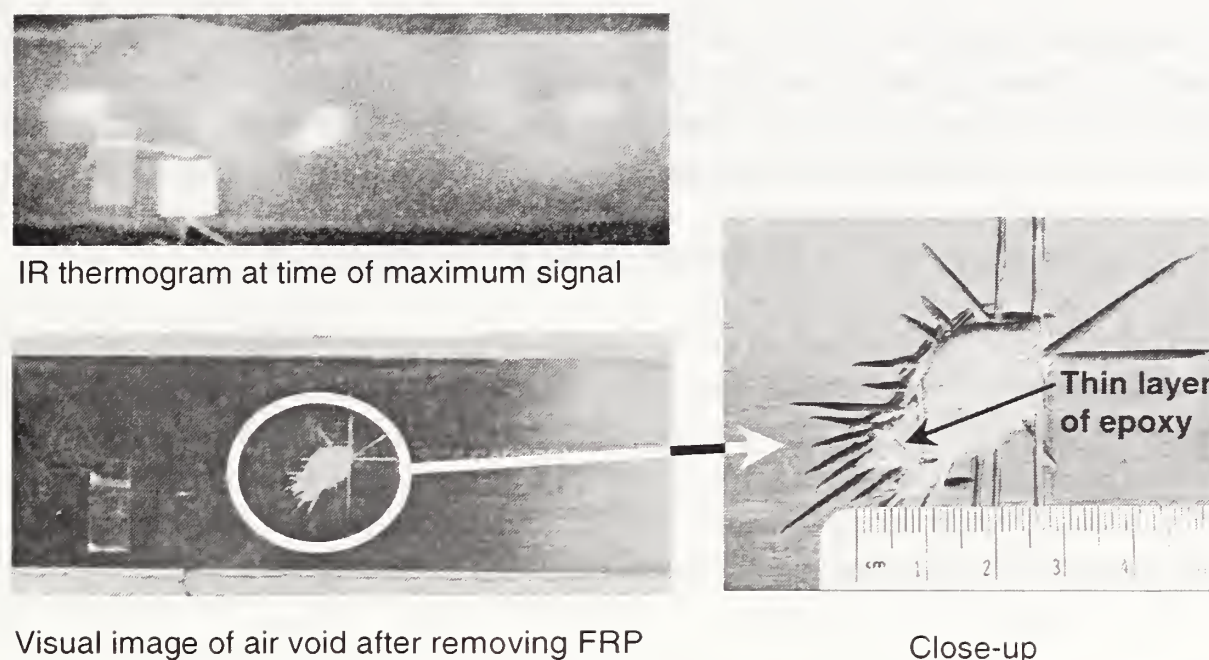 IR thermogram at time of maximum signal
Thin layer
of epoxy
cm 1 2 3 4
Visual image of air void after removing FRP
Close-up